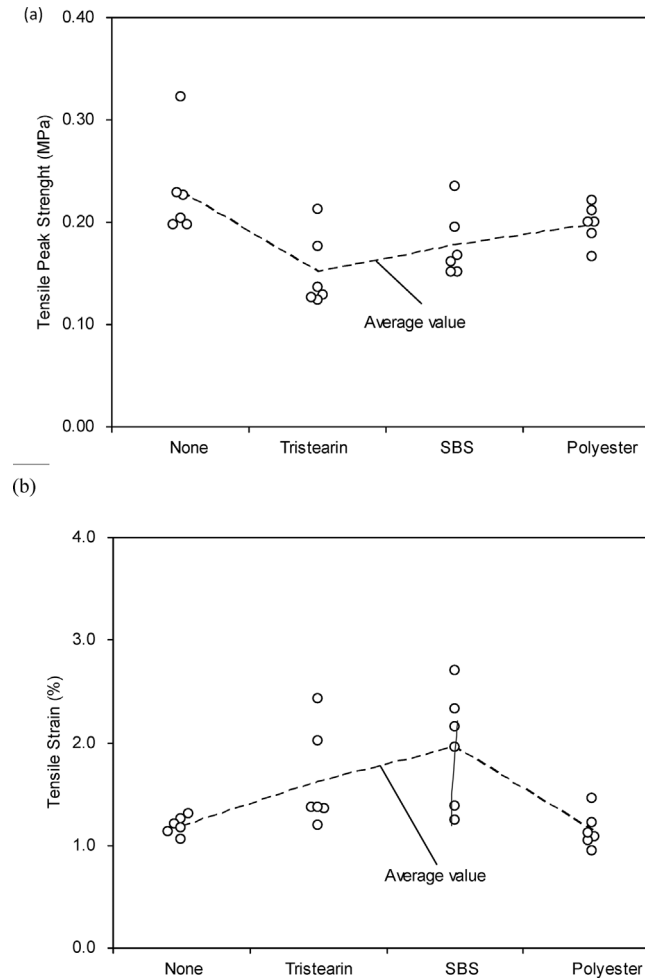 (a)
0.40
0.30
0.20
0.10
0.00
Tensile Peak Strenght (MPa)
Average value
None Tristearin SBS Polyester
(b)
4.0
3.0
2.0
1.0
0.0
Tensile Strain (%)
Average value
None Tristearin SBS Polyester